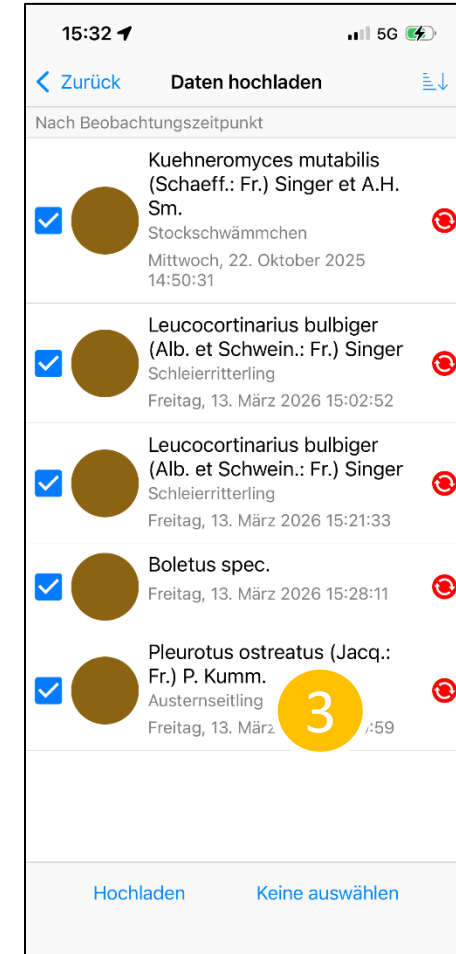 15:32 5G
Zurück Daten hochladen
Nach Beobachtungszeitpunkt
Kuehneromyces mutabilis
(Schaeff.: Fr.) Singer et A.H.
Sm.
Stockschwämmchen
Mittwoch, 22. Oktober 2025
14:50:31
Leucocortinarius bulbiger
(Alb. et Schwein.: Fr.) Singer
Schleierritterling
Freitag, 13. März 2026 15:02:52
Leucocortinarius bulbiger
(Alb. et Schwein.: Fr.) Singer
Schleierritterling
Freitag, 13. März 2026 15:21:33
Boletus spec.
Freitag, 13. März 2026 15:28:11
Pleurotus ostreatus (Jacq.:
Fr.) P. Kumm.
Austernseitling
Freitag, 13. März :59
3
Hochladen Keine auswählen